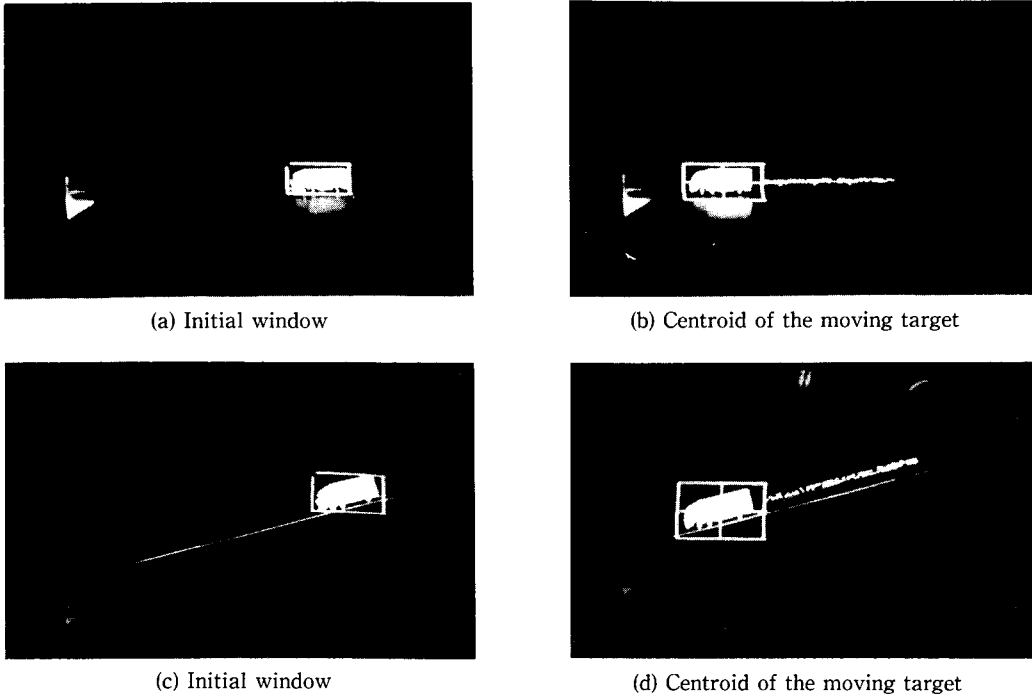 (a) Initial window
(b) Centroid of the moving target
(c) Initial window
(d) Centroid of the moving target